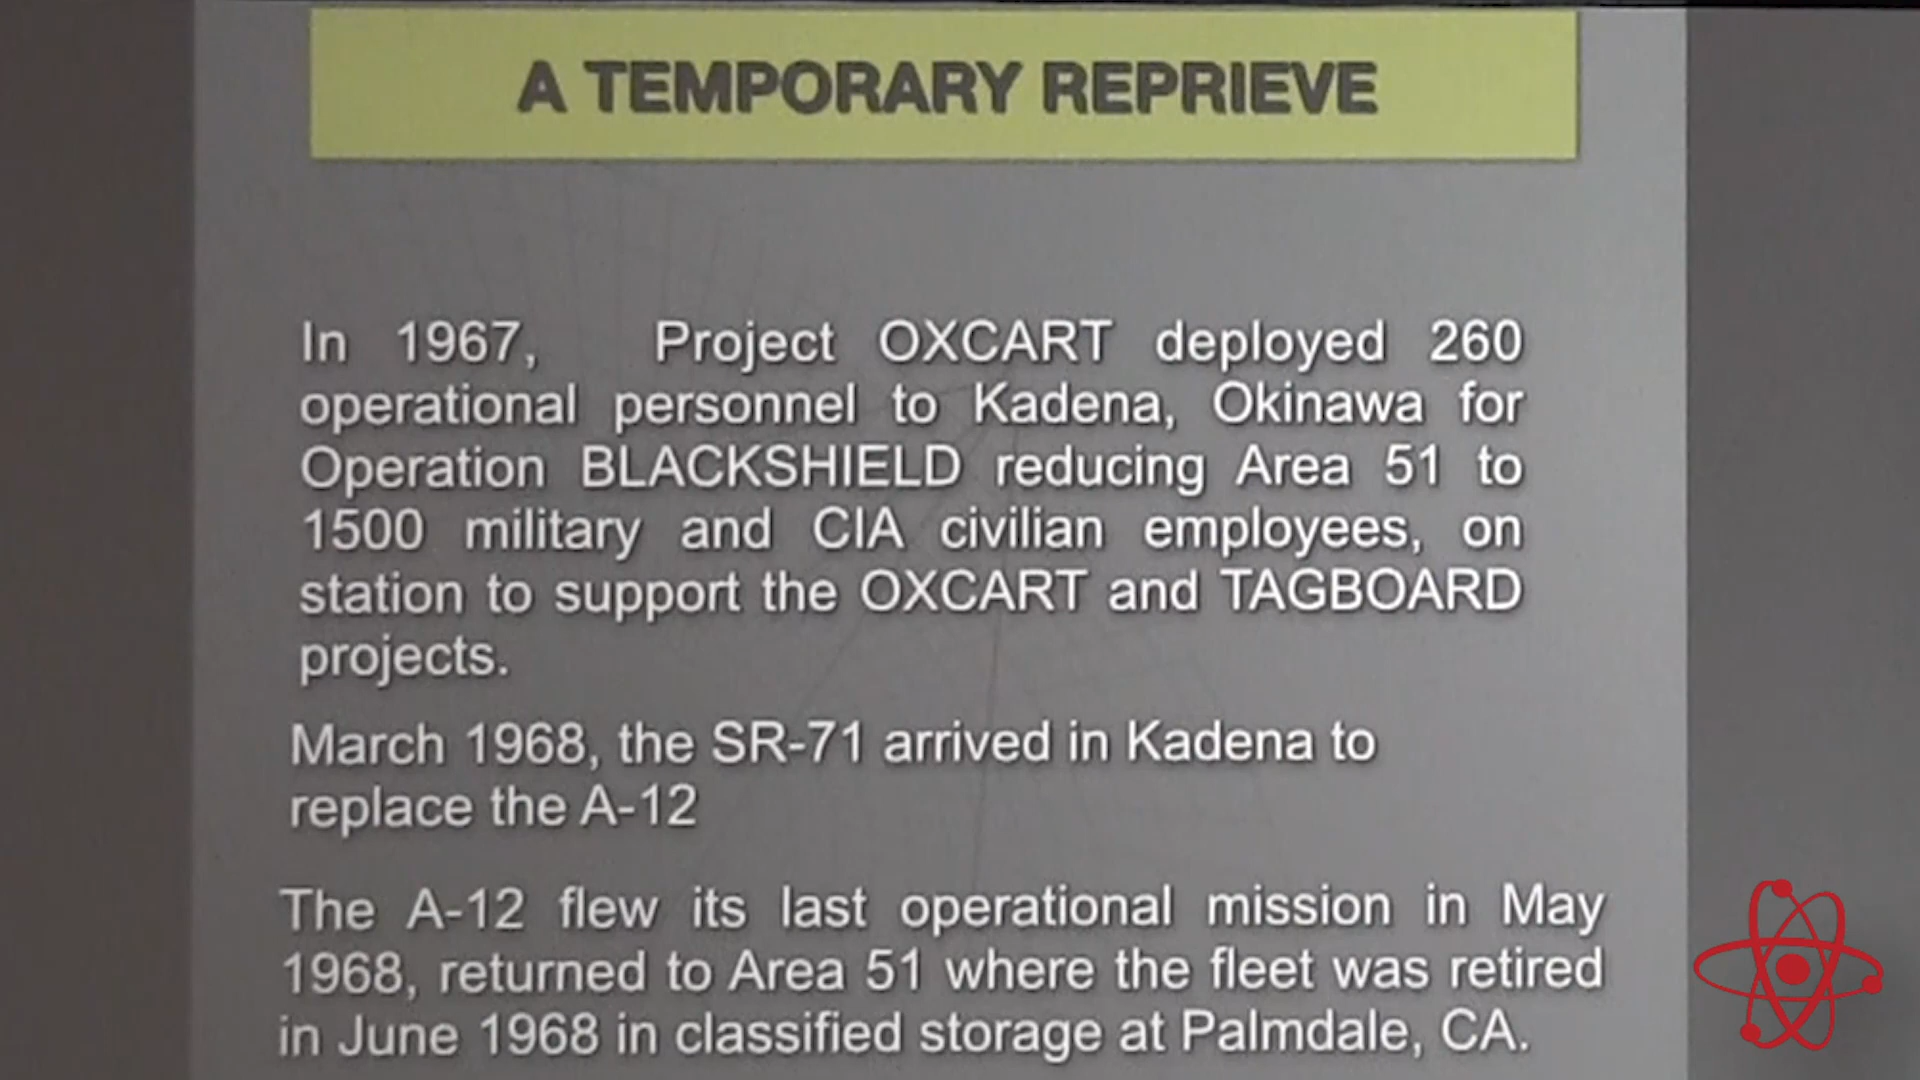 A TEMPORARY REPRIEVE
In 1967, Project OXCART deployed 260
operational personnel to Kadena, Okinawa for
Operation BLACKSHIELD reducing Area 51 to
1500 military and CIA civilian employees, on
station to support the OXCART and TAGBOARD
projects.
March 1968, the SR-71 arrived in Kadena to
replace the A-12
The A-12 flew its last operational mission in May
1968, returned to Area 51 where the fleet was retired
in June 1968 in classified storage at Palmdale, CA.